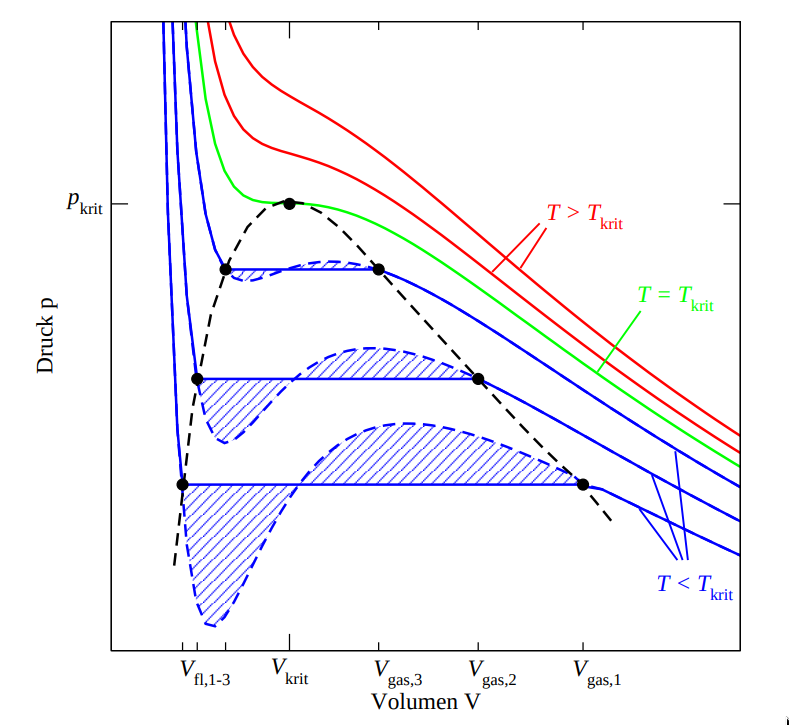 p_krit
T > T_krit
T = T_krit
Druck p
T < T_krit
V_fl,1-3
V_krit
V_gas,3
V_gas,2
V_gas,1
Volumen V